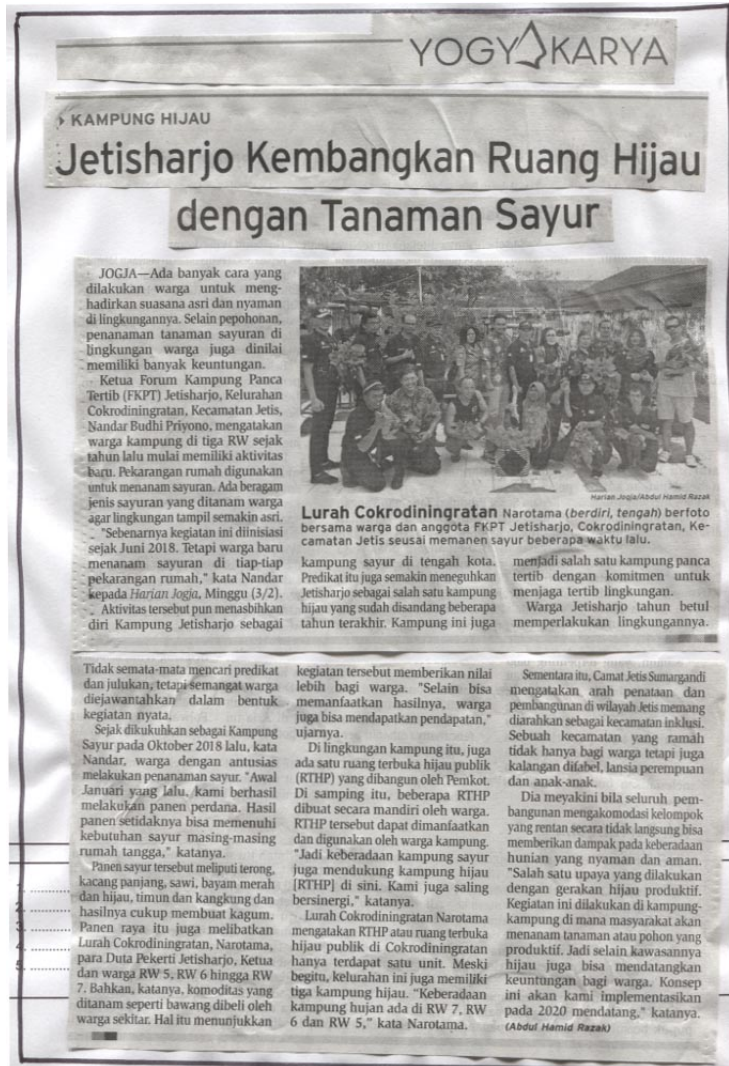 YOGYAKARYA
KAMPUNG HIJAU
Jetisharjo Kembangkan Ruang Hijau
dengan Tanaman Sayur
JOGJA—Ada banyak cara yang
dilakukan warga untuk meng-
hadirkan suasana asri dan nyaman
di lingkungannya. Selain pepohonan,
penanaman tanaman sayuran di
lingkungan warga juga dinilai
memiliki banyak keuntungan.
Ketua Forum Kampung Panca
Tertib (FKPT) Jetisharjo, Kelurahan
Cokrodiningratan, Kecamatan Jetis,
Nandar Budhi Priyono, mengatakan
warga kampung di tiga RW sejak
tahun lalu mulai memiliki aktivitas
baru. Pekarangan rumah digunakan
untuk menanam sayuran. Ada beragam
jenis sayuran yang ditanam warga
agar lingkungan tampil semakin asri.
"Sebenarnya kegiatan ini diinisiasi
sejak Juni 2018. Tetapi warga baru
menanam sayuran di tiap-tiap
pekarangan rumah," kata Nandar
kepada Harian Jogja, Minggu (3/2).
Aktivitas tersebut pun menasbihkan
diri Kampung Jetisharjo sebagai
Harian Jogja/Abdul Hamid Razak
Lurah Cokrodiningratan Narotama (berdiri, tengah) berfoto
bersama warga dan anggota FKPT Jetisharjo, Cokrodiningratan, Ke-
camatan Jetis seusai memanen sayur beberapa waktu lalu.
kampung sayur di tengah kota.
Predikat itu juga semakin meneguhkan
Jetisharjo sebagai salah satu kampung
hijau yang sudah disandang beberapa
tahun terakhir. Kampung ini juga
menjadi salah satu kampung panca
tertib dengan komitmen untuk
menjaga tertib lingkungan.
Warga Jetisharjo tahun betul
memperlakukan lingkungannya.
Tidak semata-mata mencari predikat
dan julukan, tetapi semangat warga
diejawantahkan dalam bentuk
kegiatan nyata.
Sejak dikukuhkan sebagai Kampung
Sayur pada Oktober 2018 lalu, kata
Nandar, warga dengan antusias
melakukan penanaman sayur. "Awal
Januari yang lalu, kami berhasil
melakukan panen perdana. Hasil
panen setidaknya bisa memenuhi
kebutuhan sayur masing-masing
rumah tangga," katanya.
Panen sayur tersebut meliputi terong,
kacang panjang, sawi, bayam merah
dan hijau, timun dan kangkung dan
hasilnya cukup membuat kagum.
Panen raya itu juga melibatkan
Lurah Cokrodiningratan, Narotama,
para Duta Pekerti Jetisharjo, Ketua
dan warga RW 5, RW 6 hingga RW
7. Bahkan, katanya, komoditas yang
ditanam seperti bawang dibeli oleh
warga sekitar. Hal itu menunjukkan
kegiatan tersebut memberikan nilai
lebih bagi warga. "Selain bisa
memanfaatkan hasilnya, warga
juga bisa mendapatkan pendapatan,"
ujarnya.
Di lingkungan kampung itu, juga
ada satu ruang terbuka hijau publik
(RTHP) yang dibangun oleh Pemkot.
Di samping itu, beberapa RTHP
dibuat secara mandiri oleh warga.
RTHP tersebut dapat dimanfaatkan
dan digunakan oleh warga kampung.
"Jadi keberadaan kampung sayur
juga mendukung kampung hijau
[RTHP] di sini. Kami juga saling
bersinergi," katanya.
Lurah Cokrodiningratan Narotama
mengatakan RTHP atau ruang terbuka
hijau publik di Cokrodiningratan
hanya terdapat satu unit. Meski
begitu, kelurahan ini juga memiliki
tiga kampung hijau. "Keberadaan
kampung hujan ada di RW 7, RW
6 dan RW 5," kata Narotama.
Sementara itu, Camat Jetis Sumargandi
mengatakan arah penataan dan
pembangunan di wilayah Jetis memang
diarahkan sebagai kecamatan inklusi.
Sebuah kecamatan yang ramah
tidak hanya bagi warga tetapi juga
kalangan difabel, lansia perempuan
dan anak-anak.
Dia meyakini bila seluruh pem-
bangunan mengakomodasi kelompok
yang rentan secara tidak langsung bisa
memberikan dampak pada keberadaan
hunian yang nyaman dan aman.
"Salah satu upaya yang dilakukan
dengan gerakan hijau produktif.
Kegiatan ini dilakukan di kampung-
kampung di mana masyarakat akan
menanam tanaman atau pohon yang
produktif. Jadi selain kawasannya
hijau juga bisa mendatangkan
keuntungan bagi warga. Konsep
ini akan kami implementasikan
pada 2020 mendatang," katanya.
(Abdul Hamid Razak)